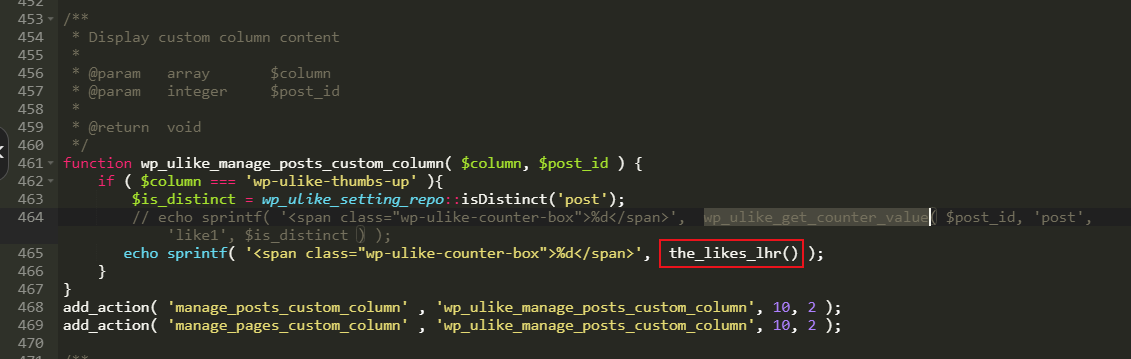 452
453 /**
454 * Display custom column content
455 *
456 * @param array $column
457 * @param integer $post_id
458 *
459 * @return void
460 */
461 function wp_ulike_manage_posts_custom_column( $column, $post_id ) {
462 if ( $column === 'wp-ulike-thumbs-up' ){
463 $is_distinct = wp_ulike_setting_repo::isDistinct('post');
464 // echo sprintf( '<span class="wp-ulike-counter-box">%d</span>', wp_ulike_get_counter_value( $post_id, 'post',
'like1', $is_distinct ) );
465 echo sprintf( '<span class="wp-ulike-counter-box">%d</span>', the_likes_lhr() );
466 }
467 }
468 add_action( 'manage_posts_custom_column' , 'wp_ulike_manage_posts_custom_column', 10, 2 );
469 add_action( 'manage_pages_custom_column' , 'wp_ulike_manage_posts_custom_column', 10, 2 );
470
471 /**